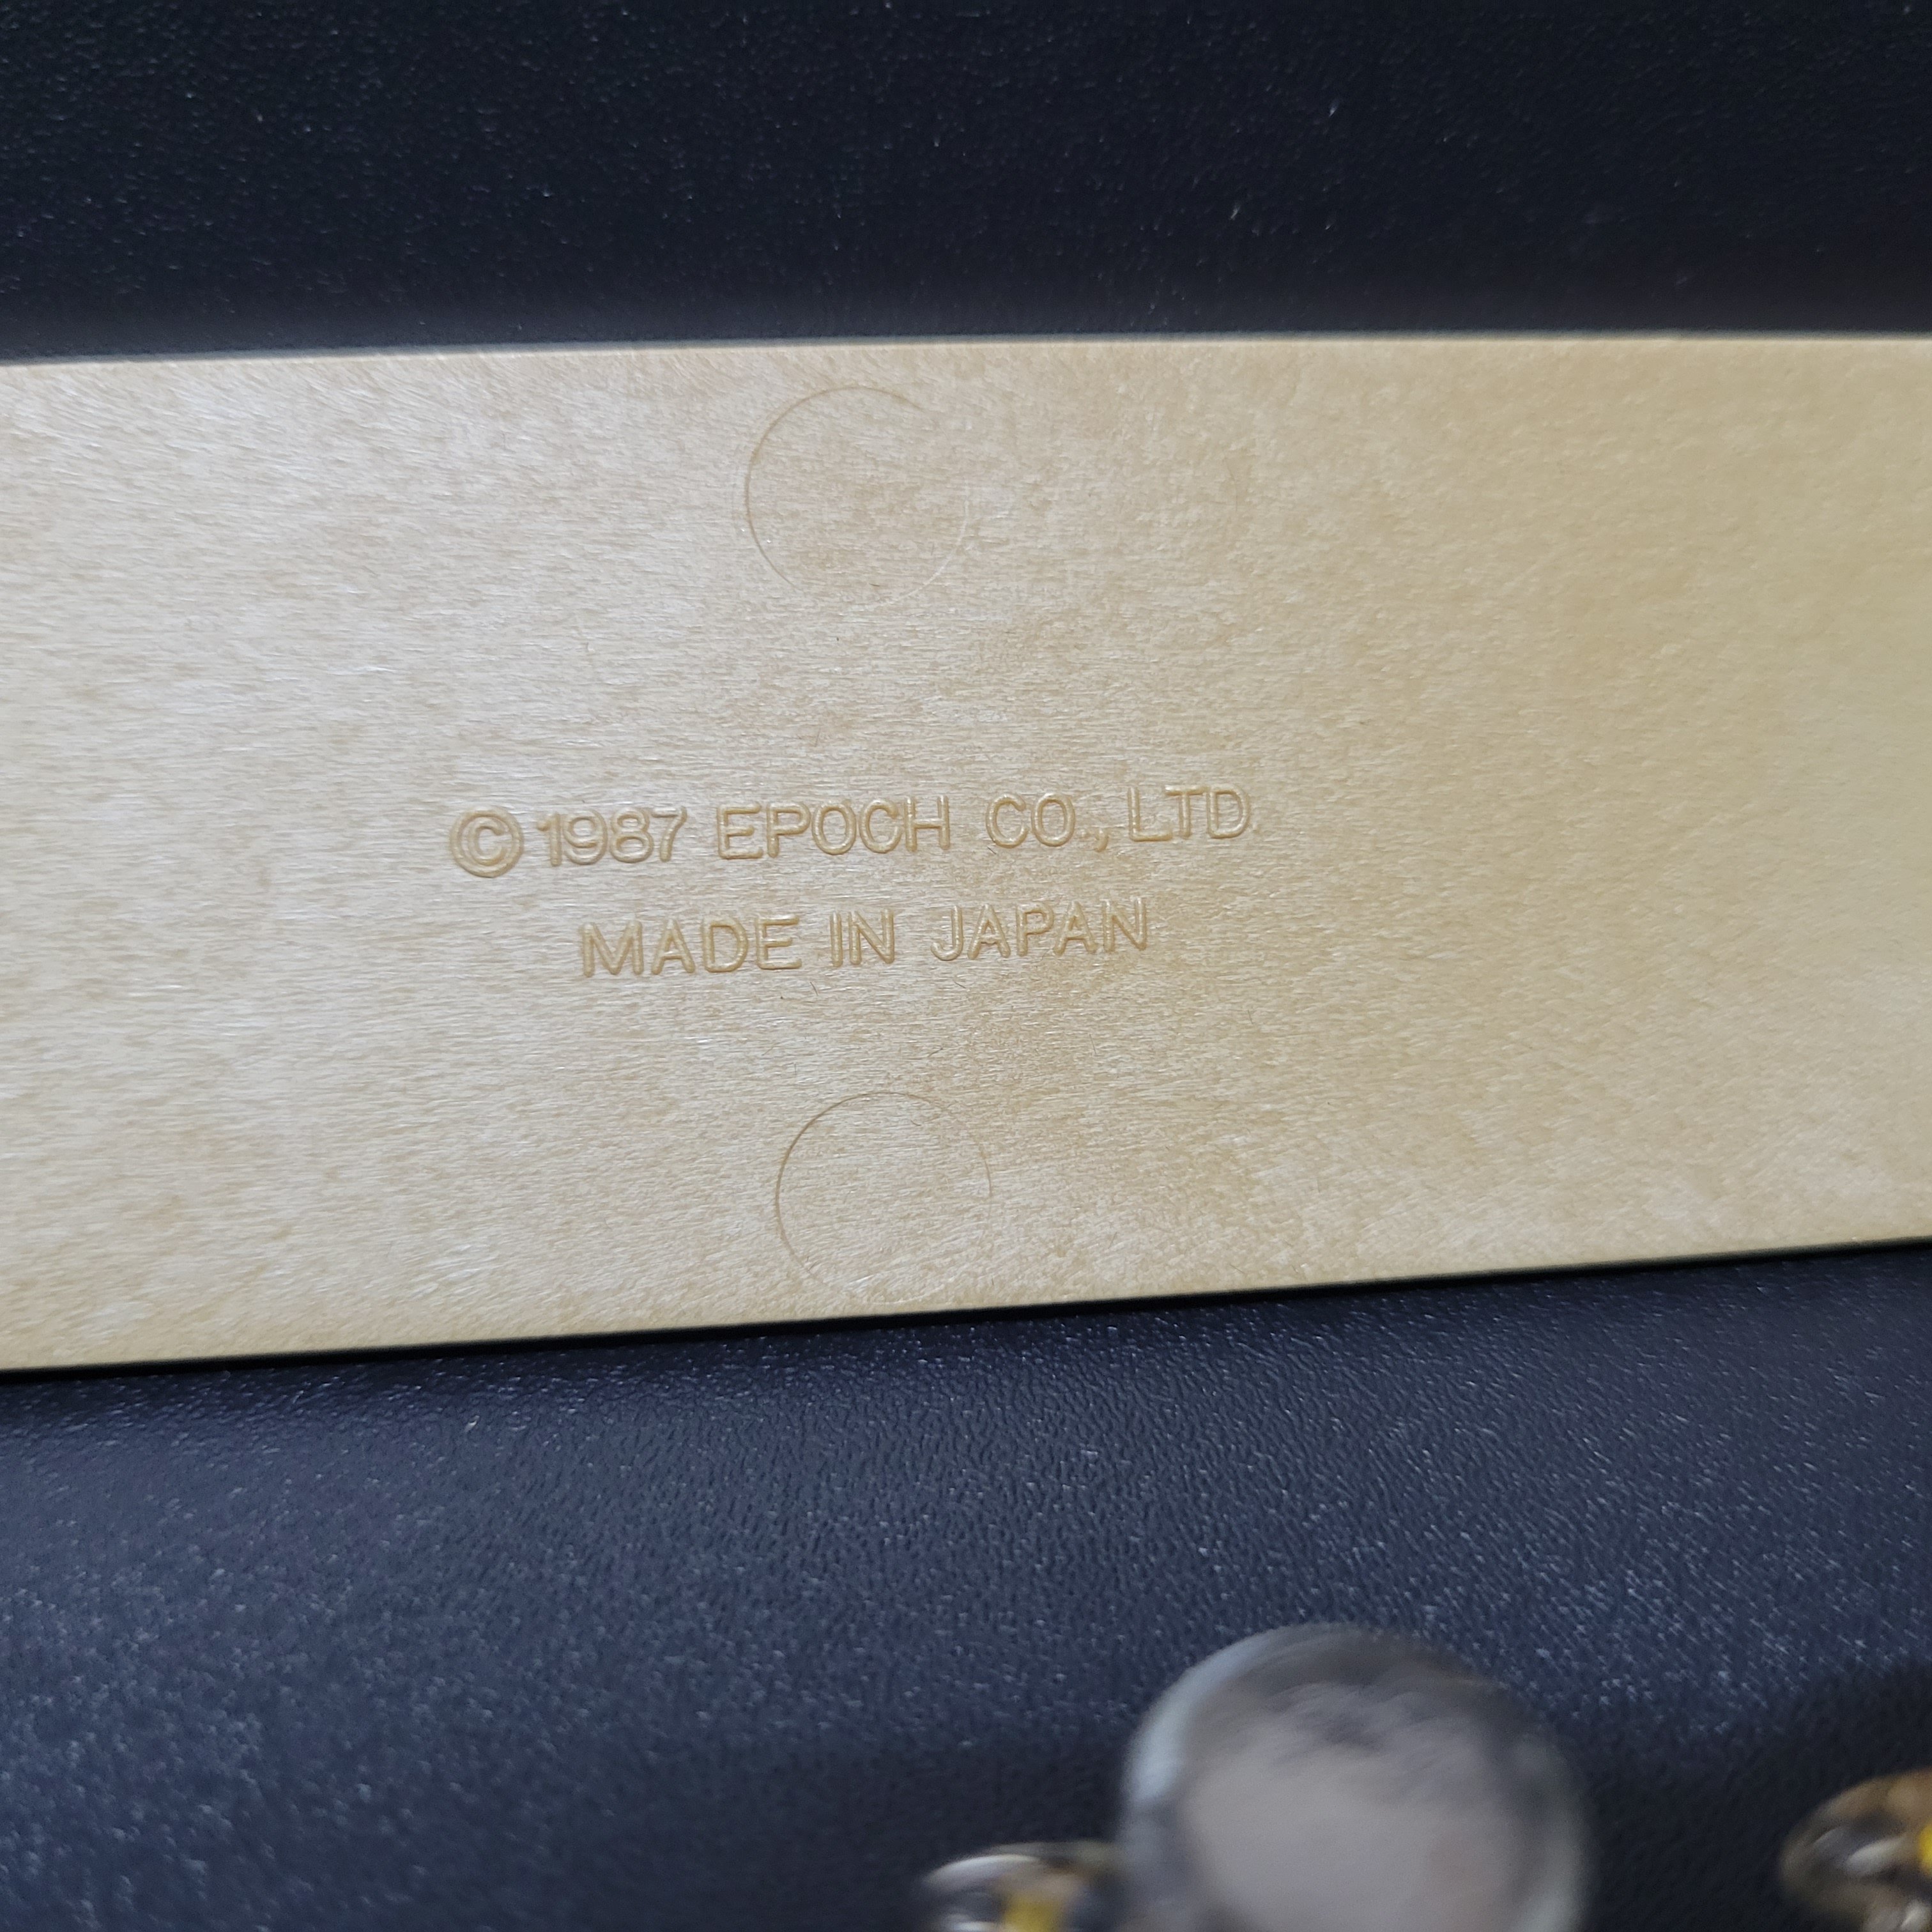 ©1987 EPOCH CO., LTD.
MADE IN JAPAN